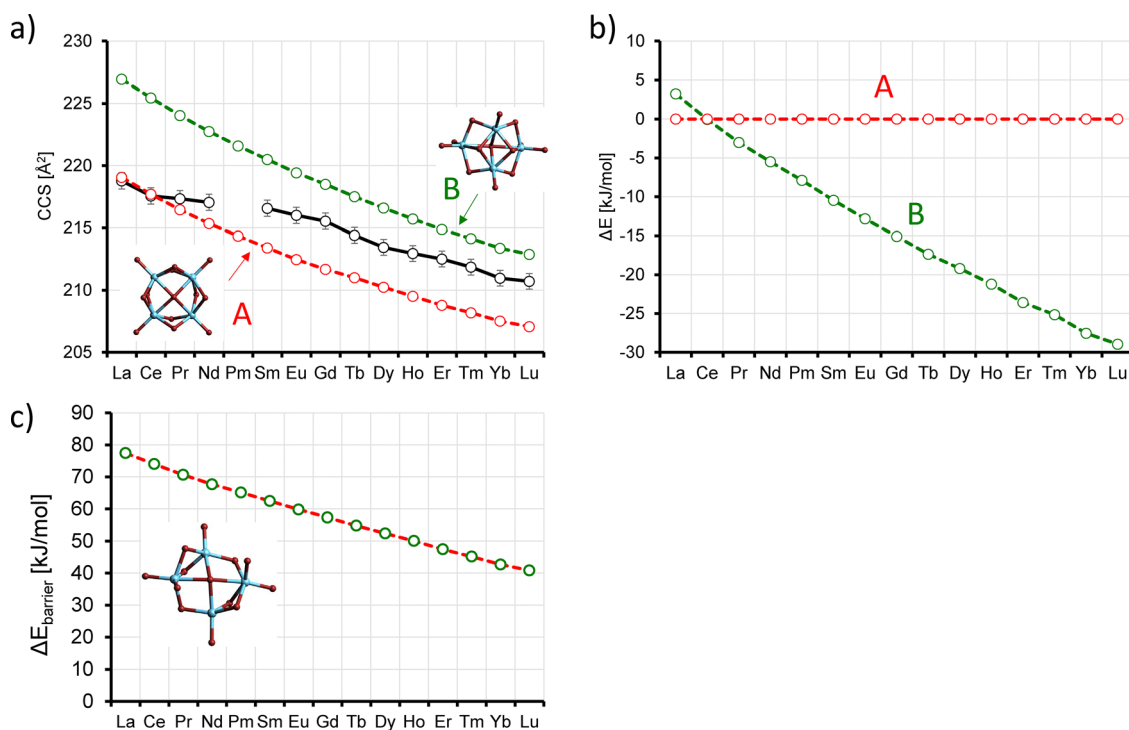 a)
230
225
220
215
210
205
CCS [Å²]
B
A
La Ce Pr Nd Pm Sm Eu Gd Tb Dy Ho Er Tm Yb Lu
b)
10
5
0
-5
-10
-15
-20
-25
-30
ΔE [kJ/mol]
A
B
La Ce Pr Nd Pm Sm Eu Gd Tb Dy Ho Er Tm Yb Lu
c)
90
80
70
60
50
40
30
20
10
0
ΔEbarrier [kJ/mol]
La Ce Pr Nd Pm Sm Eu Gd Tb Dy Ho Er Tm Yb Lu